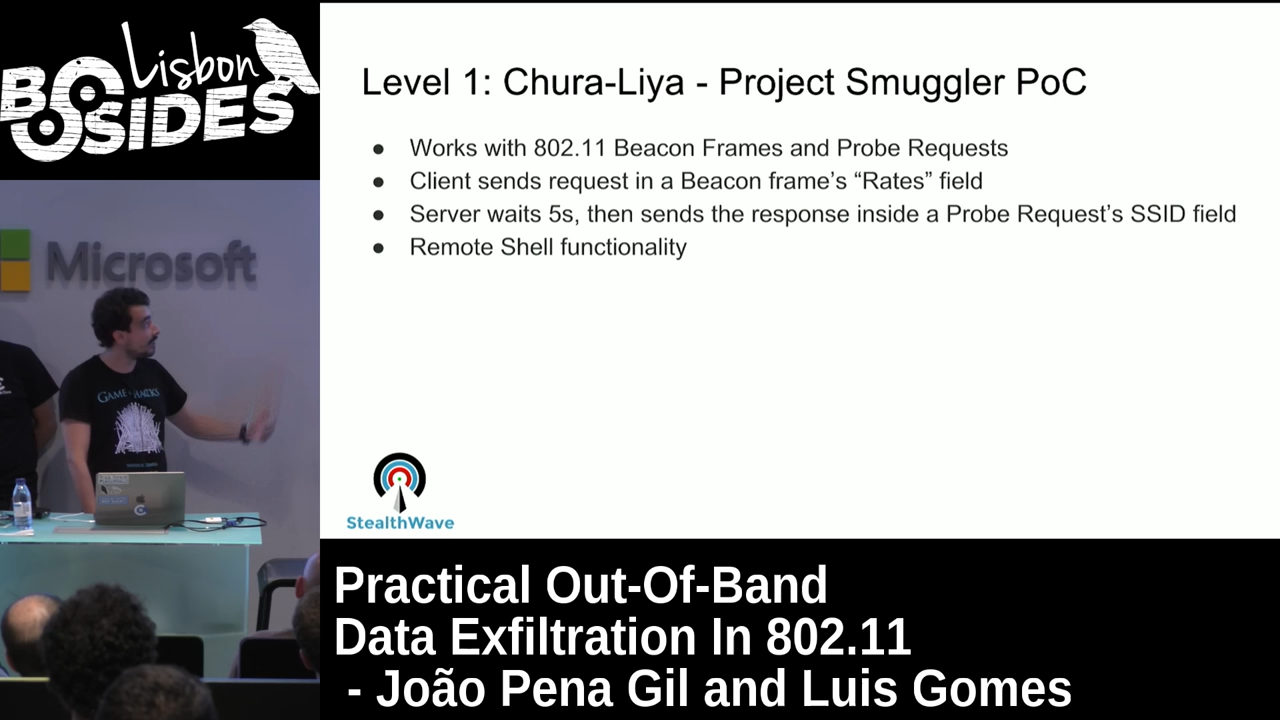 Lisbon
BSIDES
Microsoft
GAME OF HACKS
Level 1: Chura-Liya - Project Smuggler PoC
● Works with 802.11 Beacon Frames and Probe Requests
● Client sends request in a Beacon frame's “Rates” field
● Server waits 5s, then sends the response inside a Probe Request's SSID field
● Remote Shell functionality
StealthWave
Practical Out-Of-Band
Data Exfiltration In 802.11
- João Pena Gil and Luis Gomes